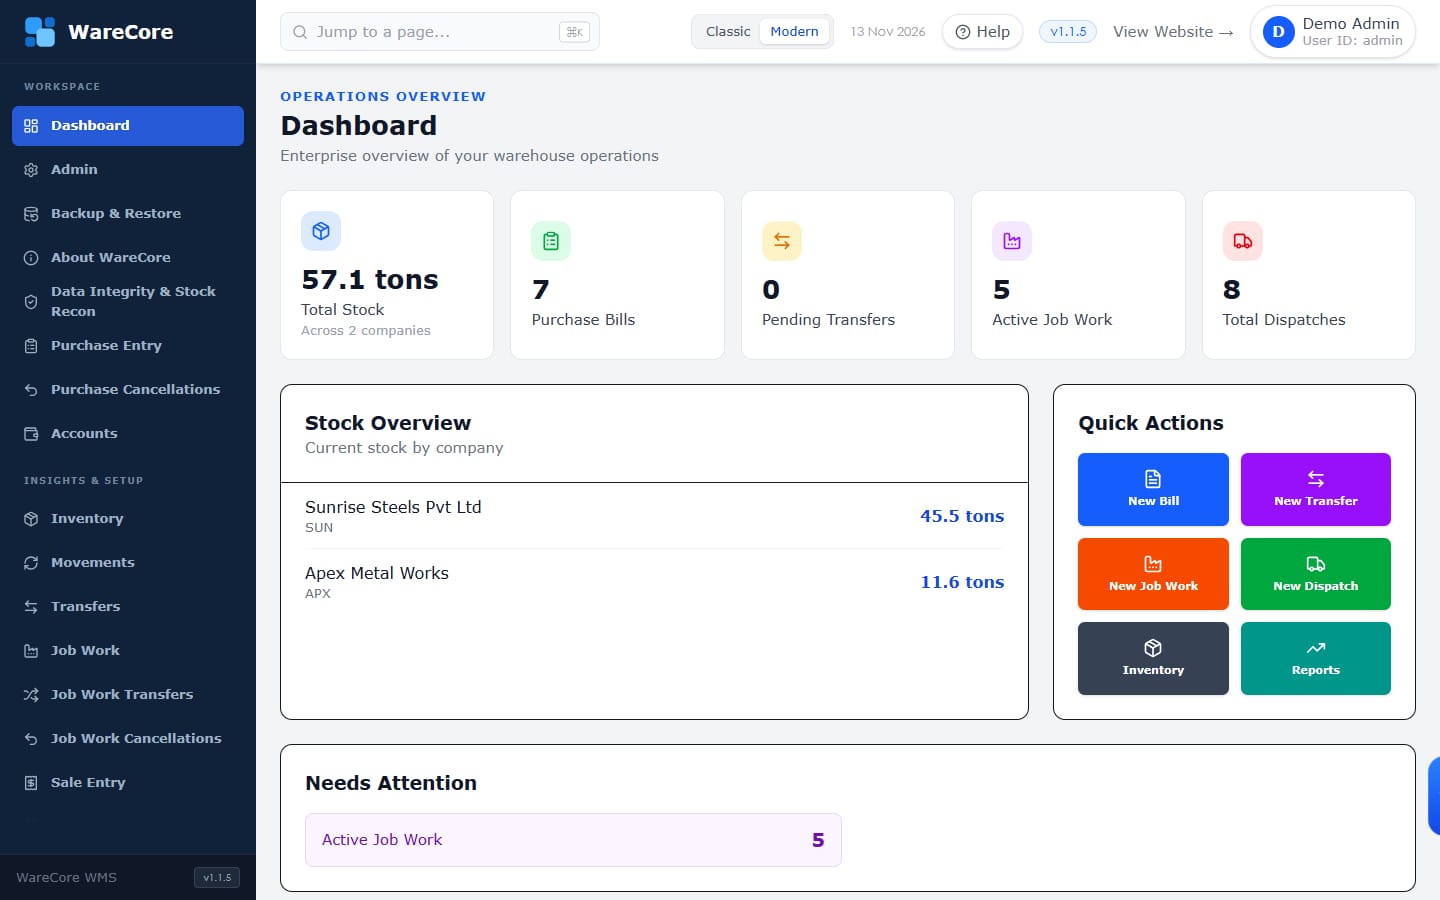 WareCore
Jump to a page...
⌘K
Classic
Modern
13 Nov 2026
Help
v1.1.5
View Website →
D
Demo Admin
User ID: admin
WORKSPACE
Dashboard
Admin
Backup & Restore
About WareCore
Data Integrity & Stock
Recon
Purchase Entry
Purchase Cancellations
Accounts
INSIGHTS & SETUP
Inventory
Movements
Transfers
Job Work
Job Work Transfers
Job Work Cancellations
Sale Entry
WareCore WMS
v1.1.5
OPERATIONS OVERVIEW
Dashboard
Enterprise overview of your warehouse operations
57.1 tons
Total Stock
Across 2 companies
7
Purchase Bills
0
Pending Transfers
5
Active Job Work
8
Total Dispatches
Stock Overview
Current stock by company
Sunrise Steels Pvt Ltd
SUN
45.5 tons
Apex Metal Works
APX
11.6 tons
Quick Actions
New Bill
New Transfer
New Job Work
New Dispatch
Inventory
Reports
Needs Attention
Active Job Work
5